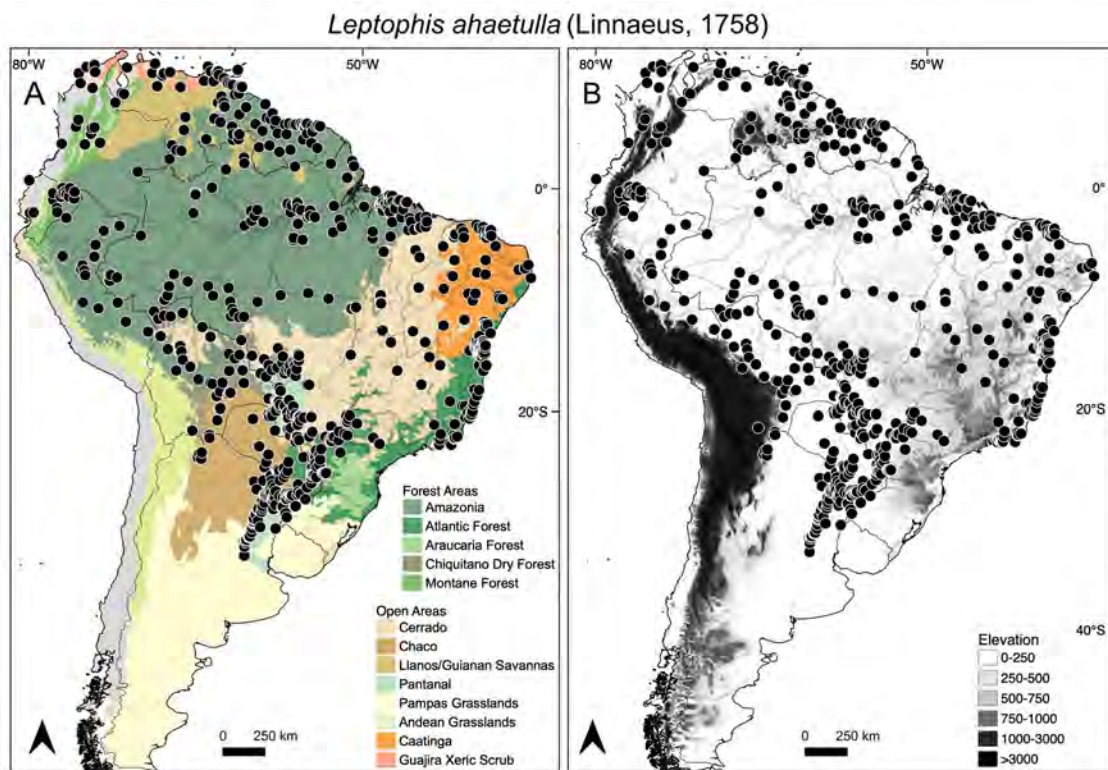 Leptophis ahaetulla (Linnaeus, 1758)
80°W 50°W
A
0°
20°S
Forest Areas
Amazonia
Atlantic Forest
Araucaria Forest
Chiquitano Dry Forest
Montane Forest
Open Areas
Cerrado
Chaco
Llanos/Guianan Savannas
Pantanal
Pampas Grasslands
Andean Grasslands
Caatinga
Guajira Xeric Scrub
0 250 km
80°W 50°W
B
0°
20°S
40°S
Elevation
0-250
250-500
500-750
750-1000
1000-3000
>3000
0 250 km